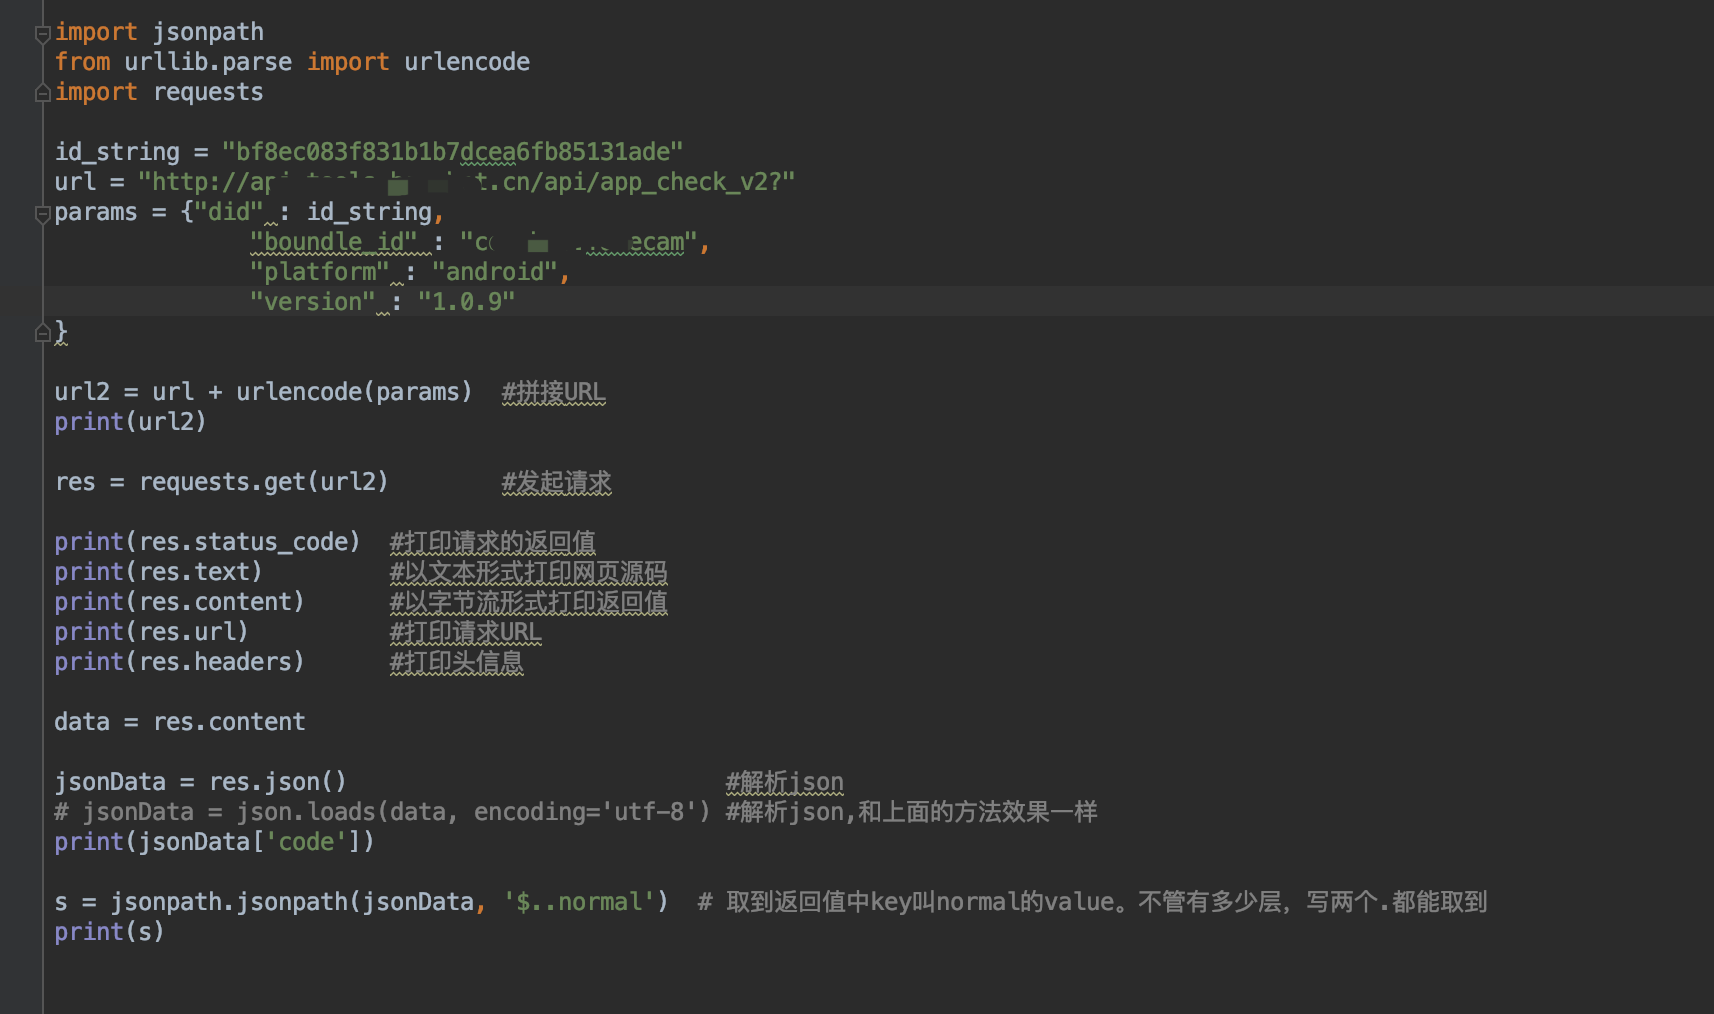 import jsonpath
from urllib.parse import urlencode
import requests
id_string = "bf8ec083f831b1b7dcea6fb85131ade"
url = "http://ap t.cn/api/app_check_v2?"
params = {"did" : id_string,
"boundle_id" : "c ecam",
"platform" : "android",
"version" : "1.0.9"
}
url2 = url + urlencode(params) #拼接URL
print(url2)
res = requests.get(url2) #发起请求
print(res.status_code) #打印请求的返回值
print(res.text) #以文本形式打印网页源码
print(res.content) #以字节流形式打印返回值
print(res.url) #打印请求URL
print(res.headers) #打印头信息
data = res.content
jsonData = res.json() #解析json
# jsonData = json.loads(data, encoding='utf-8') #解析json,和上面的方法效果一样
print(jsonData['code'])
s = jsonpath.jsonpath(jsonData, '$..normal') # 取到返回值中key叫normal的value。不管有多少层，写两个.都能取到
print(s)